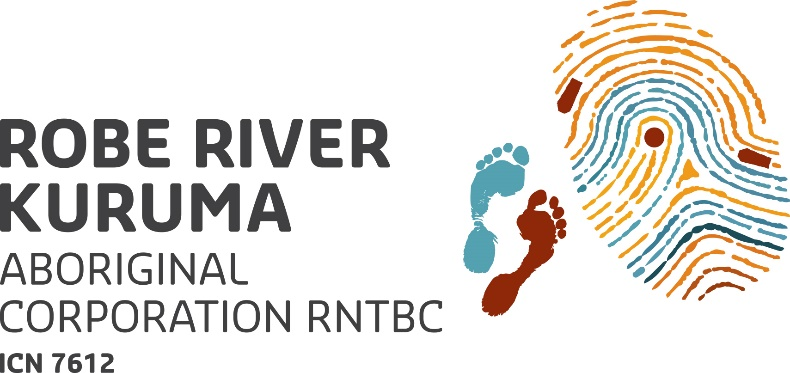 ROBE RIVER
KURUMA
ABORIGINAL
CORPORATION RNTBC
ICN 7612